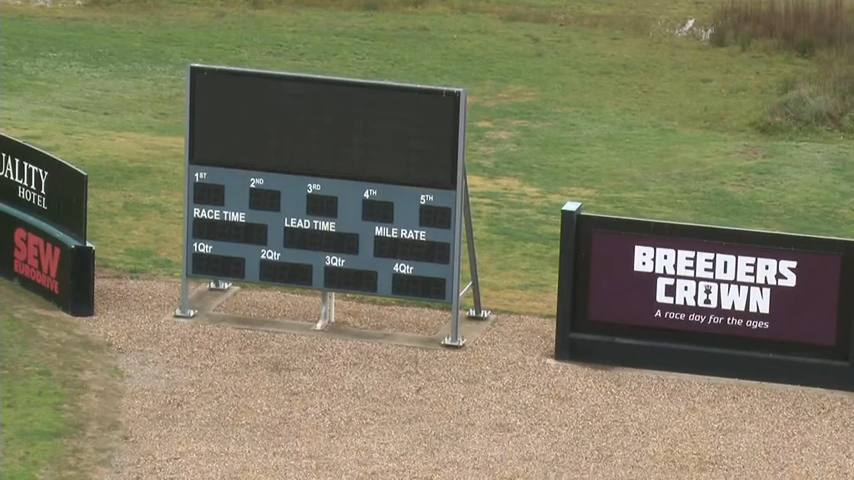 UALITY
HOTEL
SEW
EURODRIVE
1ST 2ND 3RD 4TH 5TH
RACE TIME LEAD TIME MILE RATE
1Qtr 2Qtr 3Qtr 4Qtr
BREEDERS
CROWN
A race day for the ages